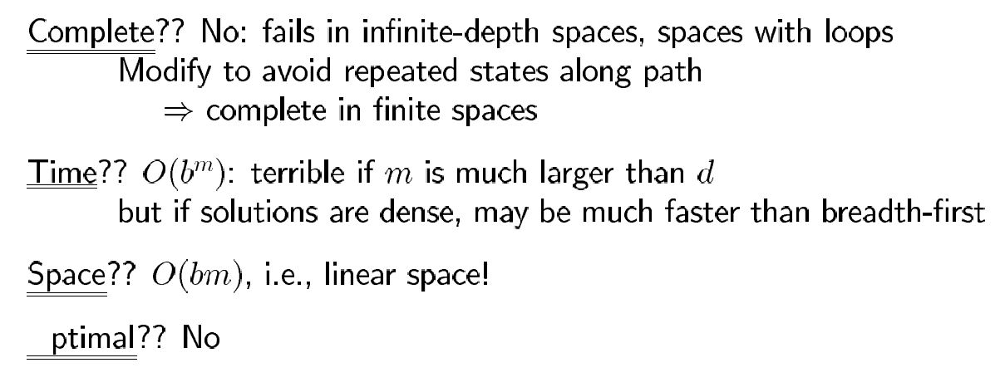 Complete?? No: fails in infinite-depth spaces, spaces with loops
Modify to avoid repeated states along path
⇒ complete in finite spaces
Time?? O(b^m): terrible if m is much larger than d
but if solutions are dense, may be much faster than breadth-first
Space?? O(bm), i.e., linear space!
ptimal?? No